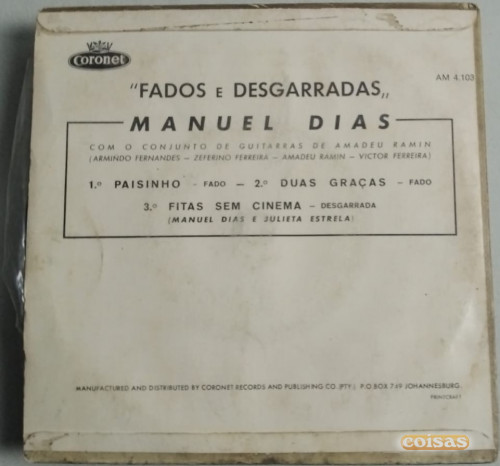 Coronet
"FADOS E DESGARRADAS"
AM 4.103
MANUEL DIAS
COM O CONJUNTO DE GUITARRAS DE AMADEU RAMIN
(ARMINDO FERNANDES – ZEFERINO FERREIRA – AMADEU RAMIN – VICTOR FERREIRA)
1.º PAISINHO – FADO – 2.º DUAS GRAÇAS – FADO
3.º FITAS SEM CINEMA – DESGARRADA
(MANUEL DIAS E JULIETA ESTRELA)
MANUFACTURED AND DISTRIBUTED BY CORONET RECORDS AND PUBLISHING CO. (PTY.) P.O. BOX 749 JOHANNESBURG.
PRINTCRAFT
coisas